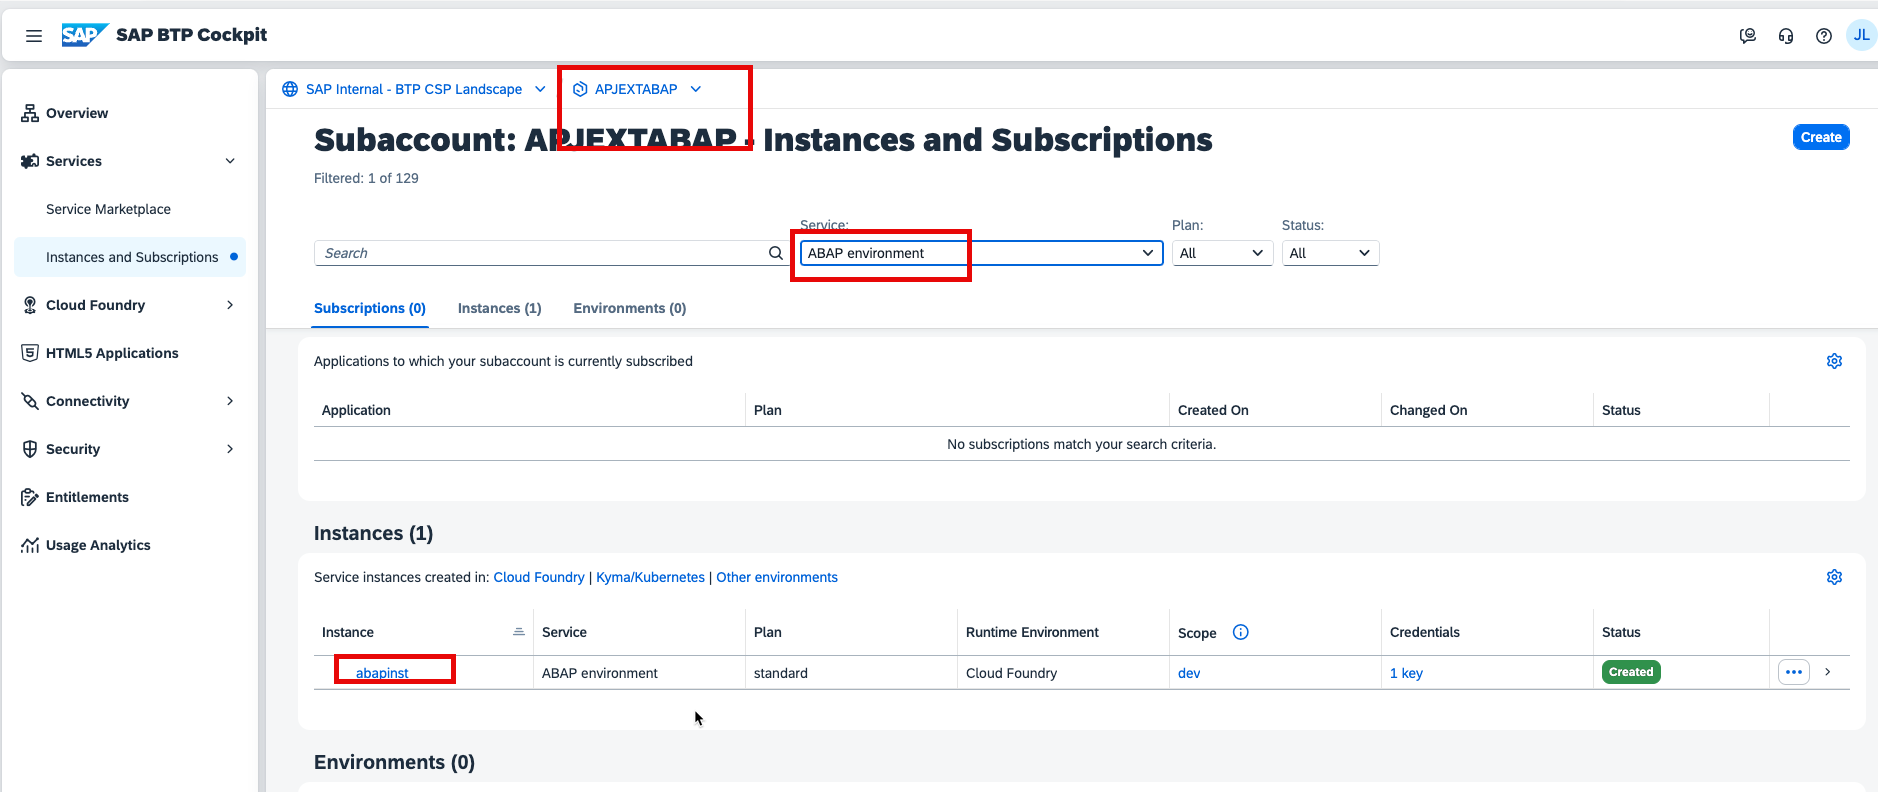 SAP SAP BTP Cockpit
JL
SAP Internal - BTP CSP Landscape APJEXTABAP
Overview
Services
Service Marketplace
Instances and Subscriptions
Cloud Foundry
HTML5 Applications
Connectivity
Security
Entitlements
Usage Analytics
Subaccount: APJEXTABAP - Instances and Subscriptions
Create
Filtered: 1 of 129
Service: Plan: Status:
Search ABAP environment All All
Subscriptions (0) Instances (1) Environments (0)
Applications to which your subaccount is currently subscribed
Application Plan Created On Changed On Status
No subscriptions match your search criteria.
Instances (1)
Service instances created in: Cloud Foundry | Kyma/Kubernetes | Other environments
Instance Service Plan Runtime Environment Scope Credentials Status
abapinst ABAP environment standard Cloud Foundry dev 1 key Created
Environments (0)